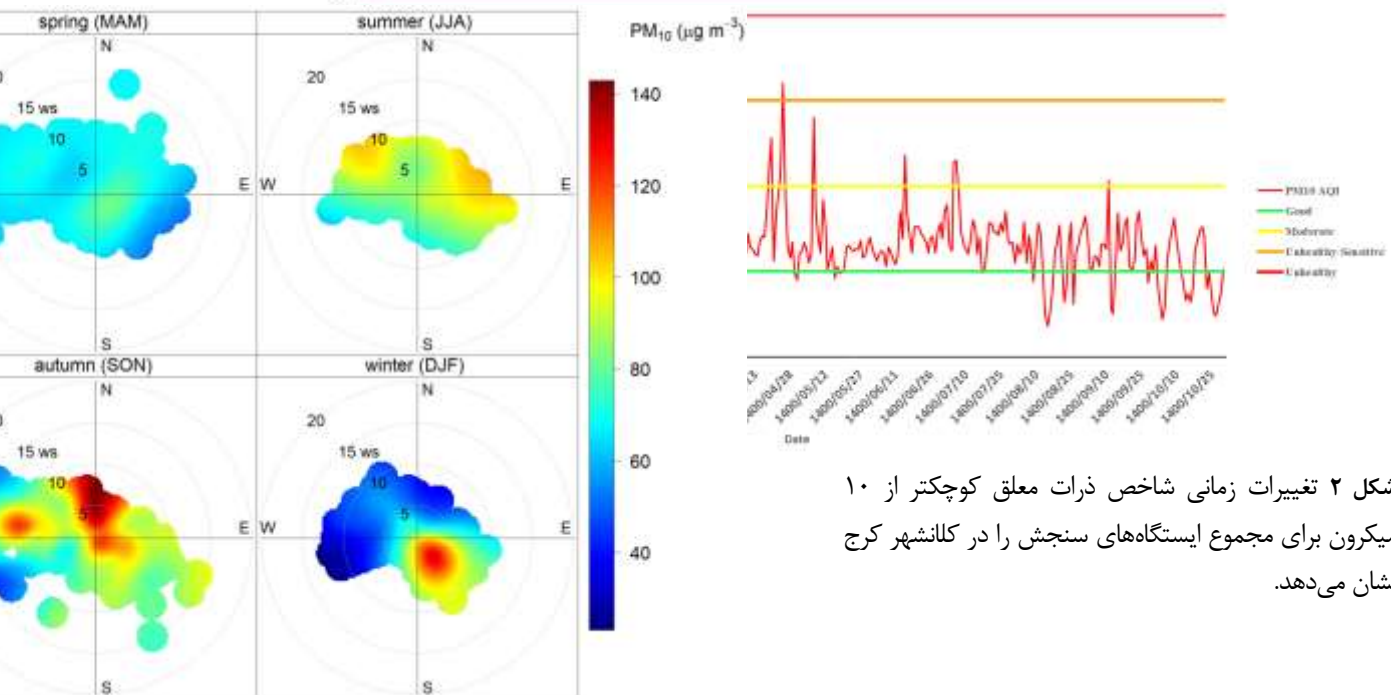 spring (MAM)
summer (JJA)
PM₁₀ (μg m⁻³)
N
15 ws
10
5
E
S
N
20
15 ws
10
5
W
E
S
autumn (SON)
winter (DJF)
N
15 ws
10
5
E
S
N
20
15 ws
10
5
W
E
S
140
120
100
80
60
40
PM10 AQI
Good
Moderate
Unhealthy Sensitive
Unhealthy
1400/05/12
1400/05/27
1400/06/11
1400/06/26
1400/07/10
1400/07/25
1400/08/10
1400/08/25
1400/09/10
1400/09/25
1400/10/10
1400/10/25
Date
شکل ۲ تغییرات زمانی شاخص ذرات معلق کوچکتر از ۱۰
میکرون برای مجموع ایستگاه‌های سنجش را در کلانشهر کرج
نشان می‌دهد.